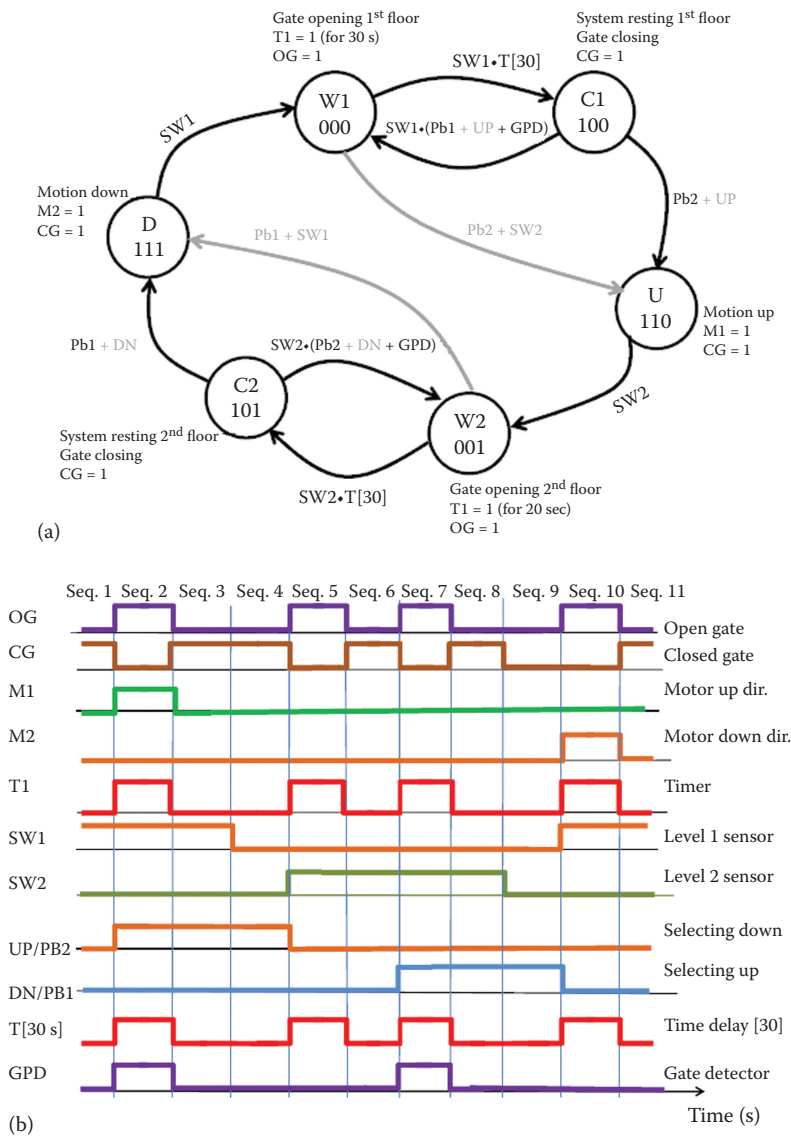 Gate opening 1st floor
T1 = 1 (for 30 s)
OG = 1
System resting 1st floor
Gate closing
CG = 1
SW1•T[30]
W1
000
C1
100
SW1•(Pb1 + UP + GPD)
SW1
Motion down
M2 = 1
CG = 1
D
111
Pb1 + SW1
Pb2 + SW2
Pb2 + UP
U
110
Motion up
M1 = 1
CG = 1
Pb1 + DN
SW2•(Pb2 + DN + GPD)
C2
101
W2
001
SW2
System resting 2nd floor
Gate closing
CG = 1
SW2•T[30]
Gate opening 2nd floor
T1 = 1 (for 20 sec)
OG = 1
(a)
Seq. 1 Seq. 2 Seq. 3 Seq. 4 Seq. 5 Seq. 6 Seq. 7 Seq. 8 Seq. 9 Seq. 10 Seq. 11
OG Open gate
CG Closed gate
M1 Motor up dir.
M2 Motor down dir.
T1 Timer
SW1 Level 1 sensor
SW2 Level 2 sensor
UP/PB2 Selecting down
DN/PB1 Selecting up
T[30 s] Time delay [30]
GPD Gate detector
Time (s)
(b)